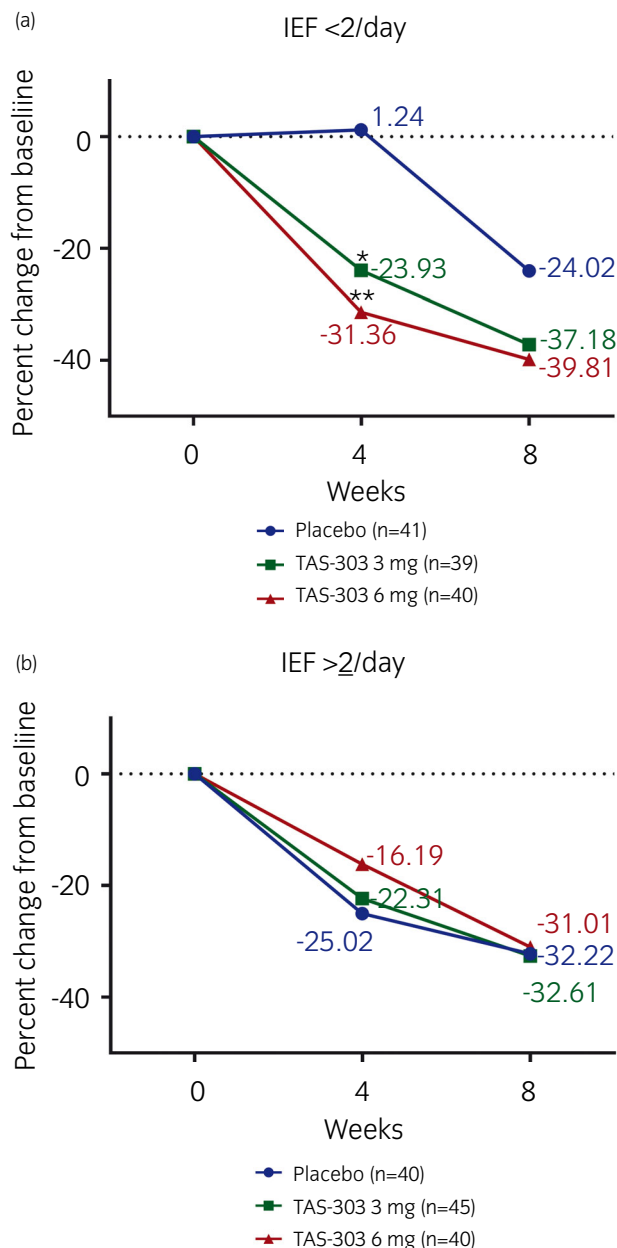 (a)
IEF <2/day
Percent change from baseliine
0
-20
-40
1.24
*
-23.93
**
-31.36
-24.02
-37.18
-39.81
0 4 8
Weeks
Placebo (n=41)
TAS-303 3 mg (n=39)
TAS-303 6 mg (n=40)
(b)
IEF >2/day
Percent change from baseliine
0
-20
-40
-16.19
-22.31
-25.02
-31.01
-32.22
-32.61
0 4 8
Weeks
Placebo (n=40)
TAS-303 3 mg (n=45)
TAS-303 6 mg (n=40)